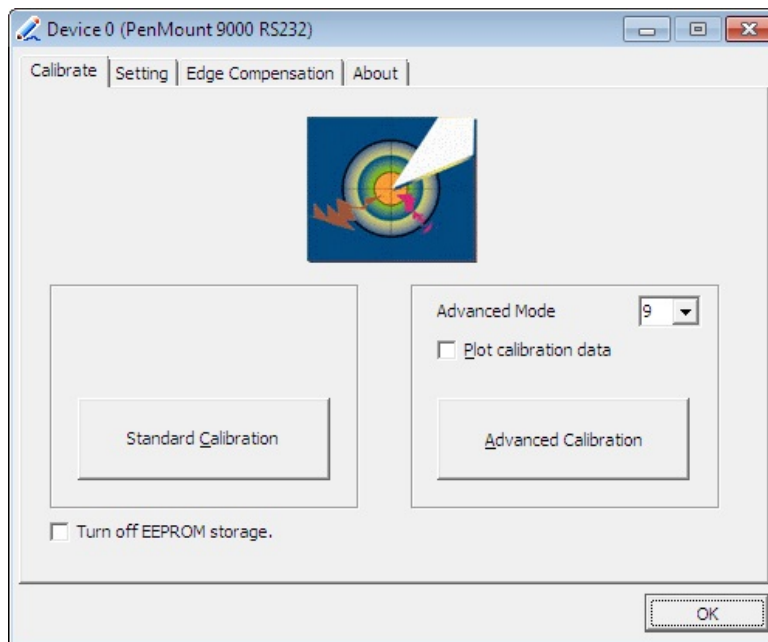 Device 0 (PenMount 9000 RS232)
Calibrate Setting Edge Compensation About
Advanced Mode 9
Plot calibration data
Standard Calibration
Advanced Calibration
Turn off EEPROM storage.
OK